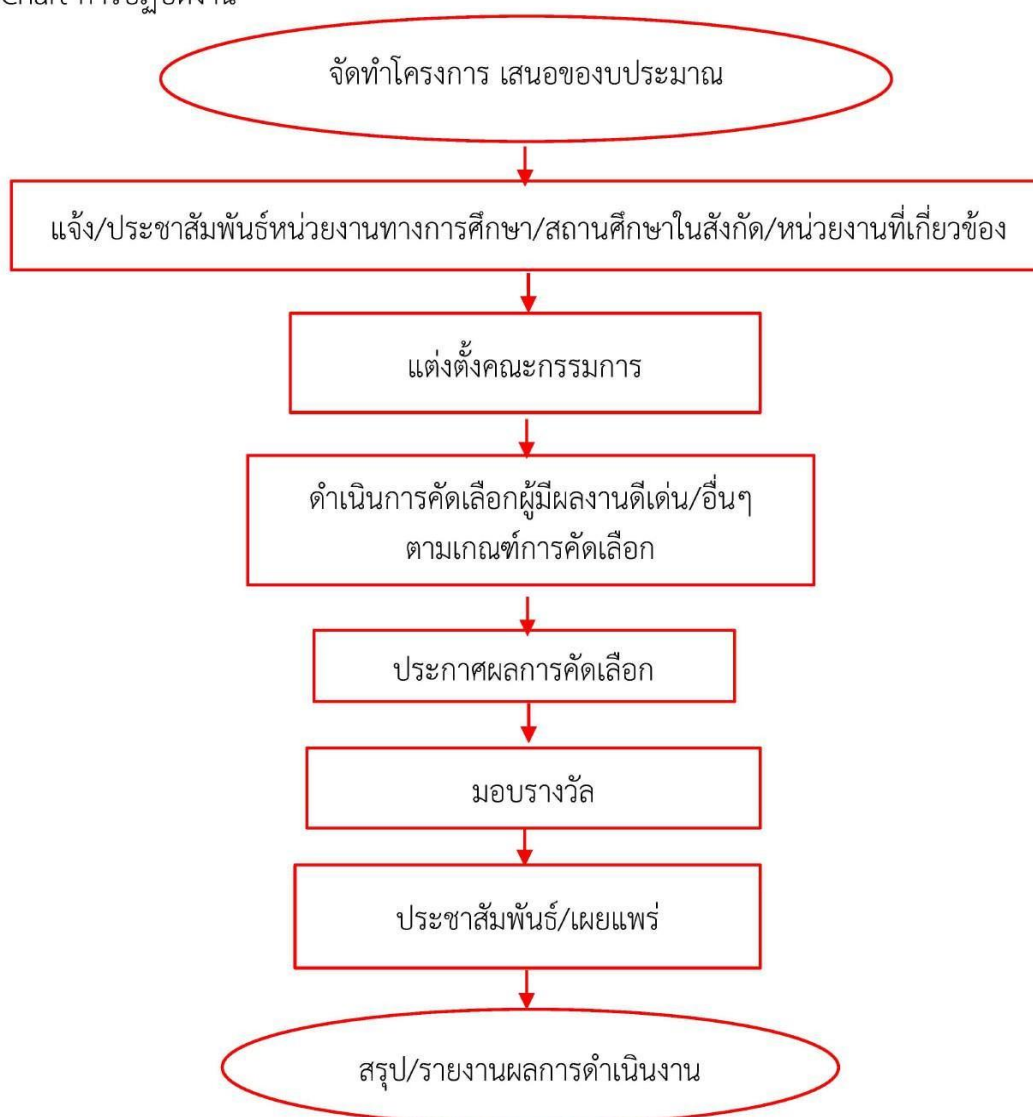 Chart การปฏิบัติงาน
จัดทำโครงการ เสนอของบประมาณ
แจ้ง/ประชาสัมพันธ์หน่วยงานทางการศึกษา/สถานศึกษาในสังกัด/หน่วยงานที่เกี่ยวข้อง
แต่งตั้งคณะกรรมการ
ดำเนินการคัดเลือกผู้มีผลงานดีเด่น/อื่นๆ
ตามเกณฑ์การคัดเลือก
ประกาศผลการคัดเลือก
มอบรางวัล
ประชาสัมพันธ์/เผยแพร่
สรุป/รายงานผลการดำเนินงาน